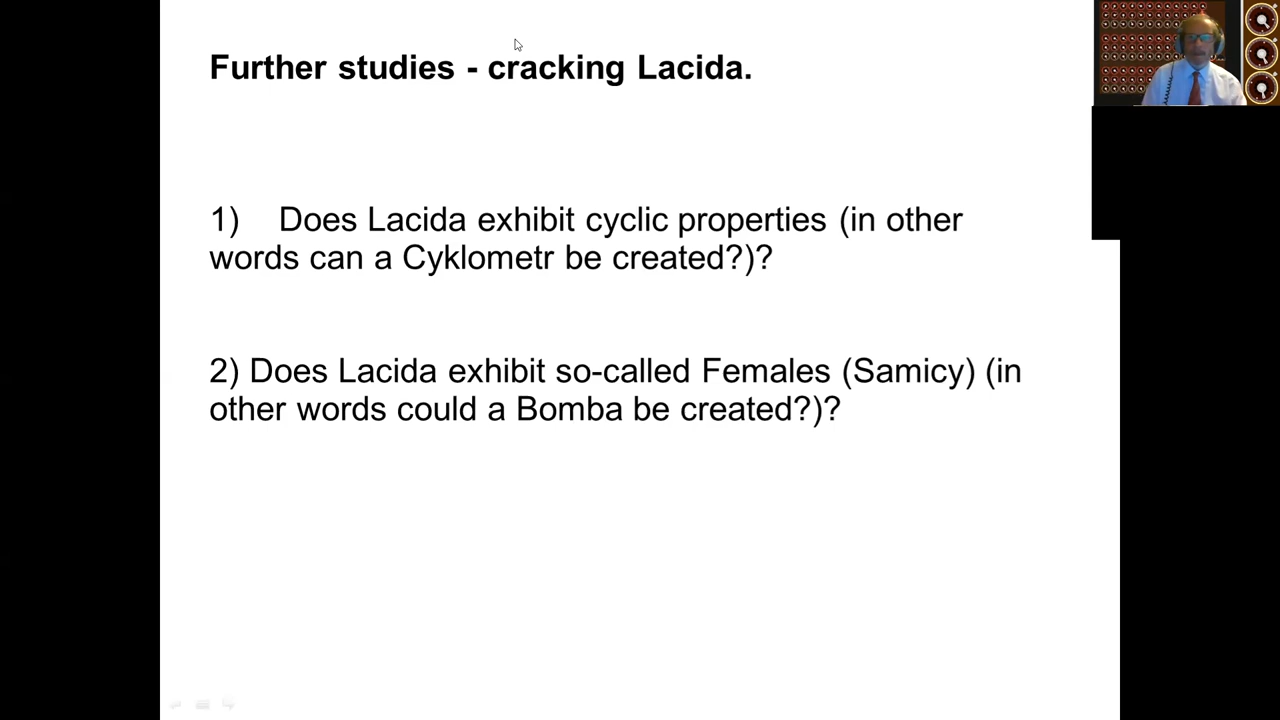 Further studies - cracking Lacida.
1) Does Lacida exhibit cyclic properties (in other
words can a Cyklometr be created?)?
2) Does Lacida exhibit so-called Females (Samicy) (in
other words could a Bomba be created?)?